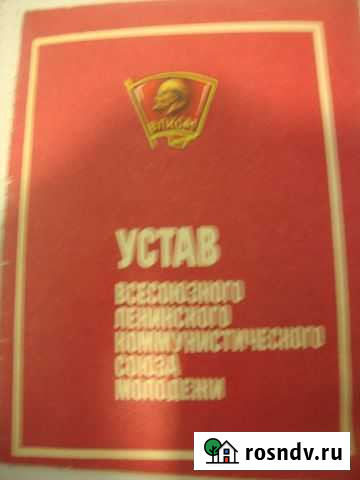 ВЛКСМ
УСТАВ
ВСЕСОЮЗНОГО
ЛЕНИНСКОГО
КОММУНИСТИЧЕСКОГО
СОЮЗА
МОЛОДЕЖИ
rosndv.ru